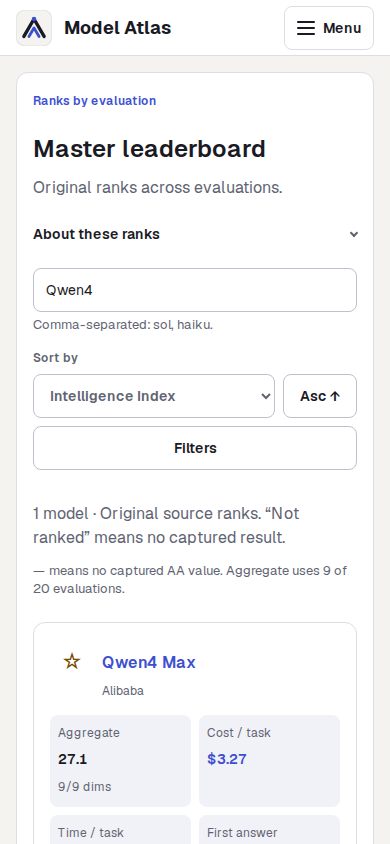 Model Atlas
Menu
Ranks by evaluation
Master leaderboard
Original ranks across evaluations.
About these ranks
Qwen4
Comma-separated: sol, haiku.
Sort by
Intelligence Index
Asc ↑
Filters
1 model · Original source ranks. “Not
ranked” means no captured result.
— means no captured AA value. Aggregate uses 9 of
20 evaluations.
☆ Qwen4 Max
Alibaba
Aggregate
27.1
9/9 dims
Cost / task
$3.27
Time / task
First answer